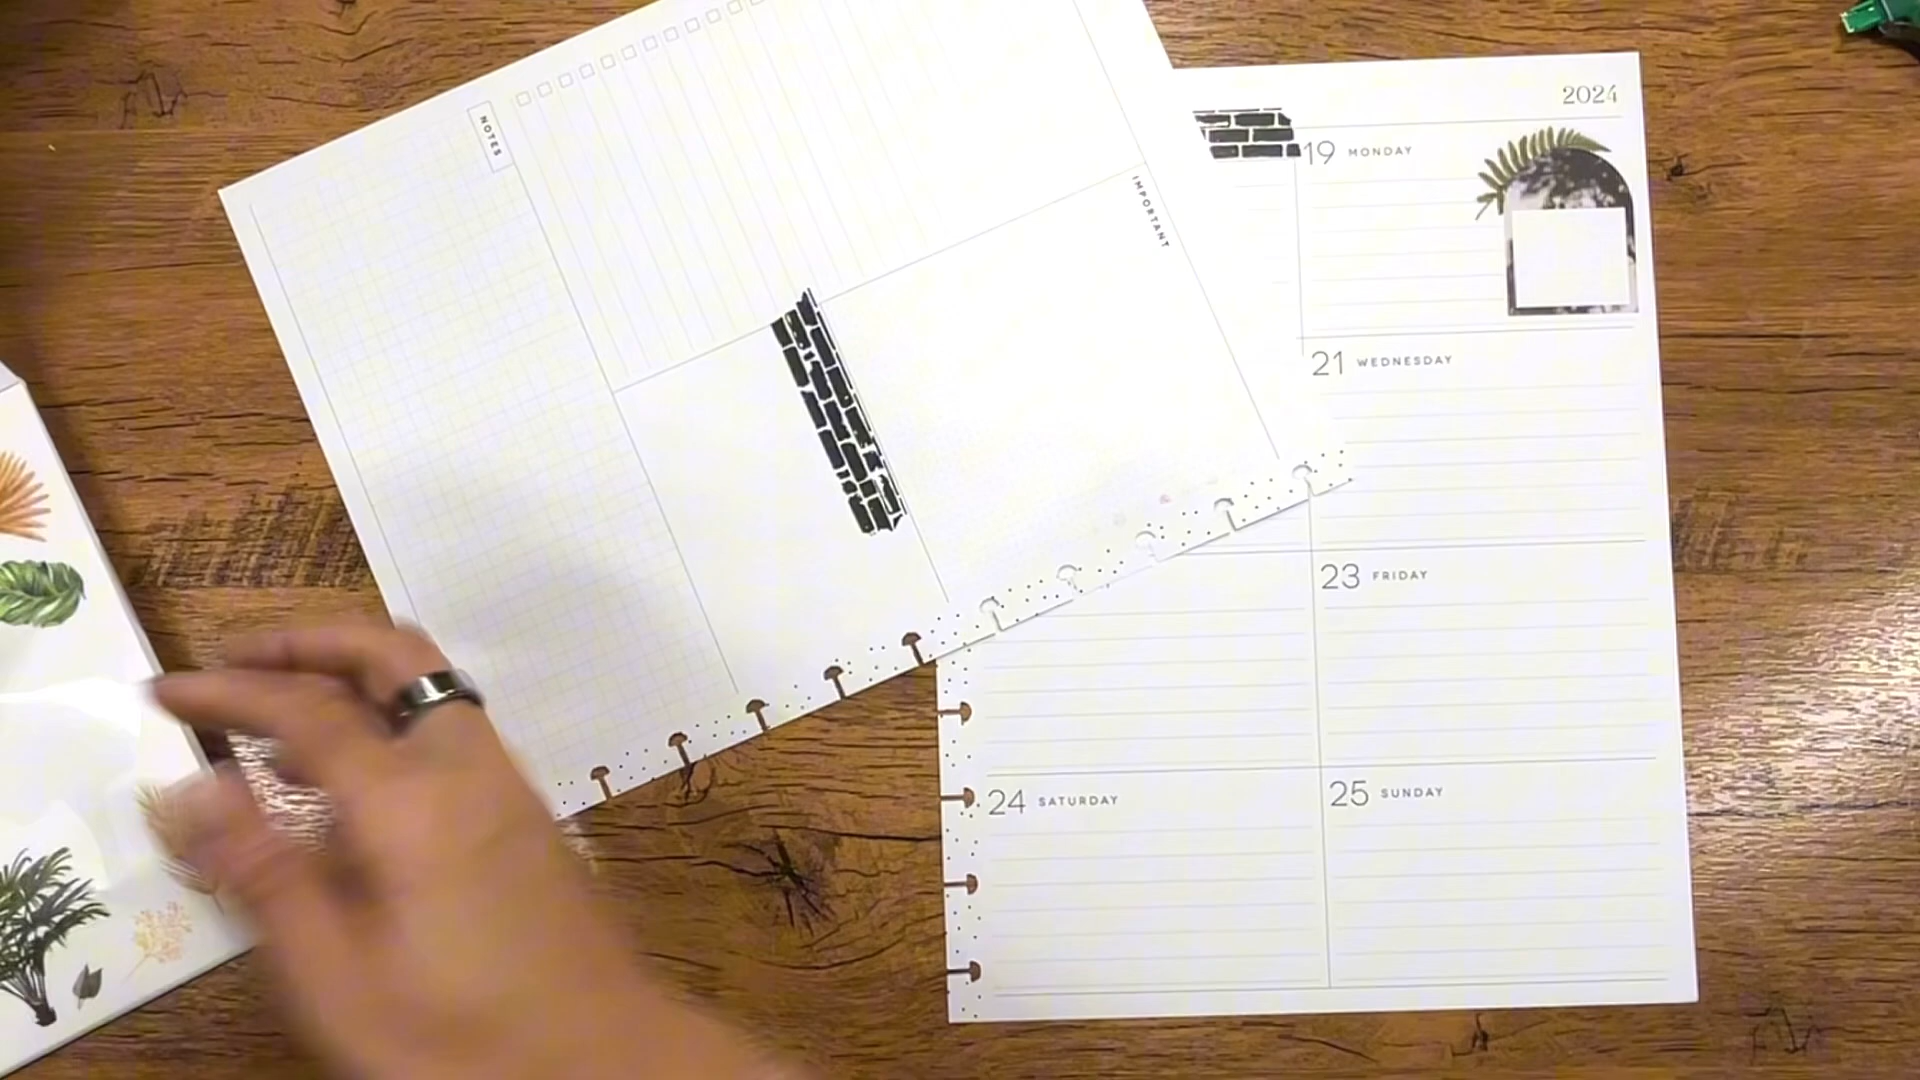 NOTES
IMPORTANT
2024
19 MONDAY
21 WEDNESDAY
23 FRIDAY
24 SATURDAY
25 SUNDAY